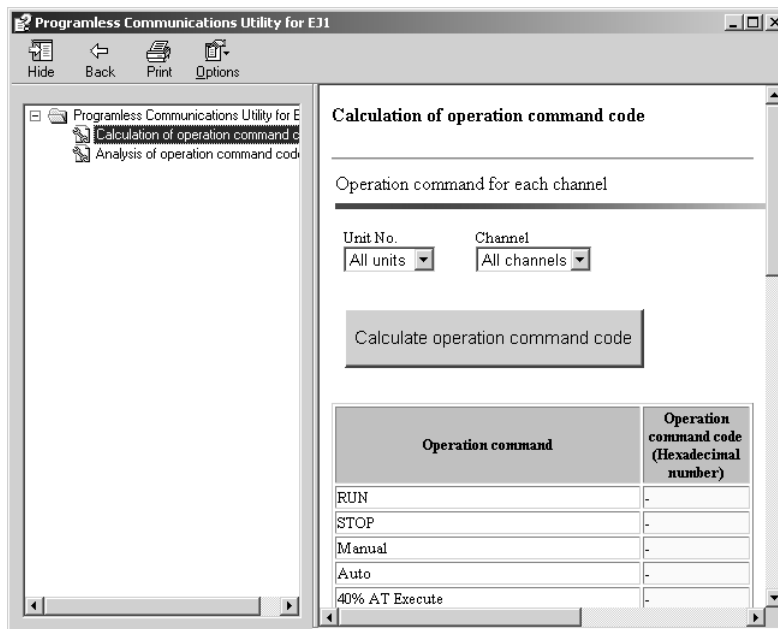 Programless Communications Utility for EJ1
Hide Back Print Options
Programless Communications Utility for E
Calculation of operation command c
Analysis of operation command code
Calculation of operation command code
Operation command for each channel
Unit No. Channel
All units All channels
Calculate operation command code
Operation command
Operation
command code
(Hexadecimal
number)
RUN -
STOP -
Manual -
Auto -
40% AT Execute -